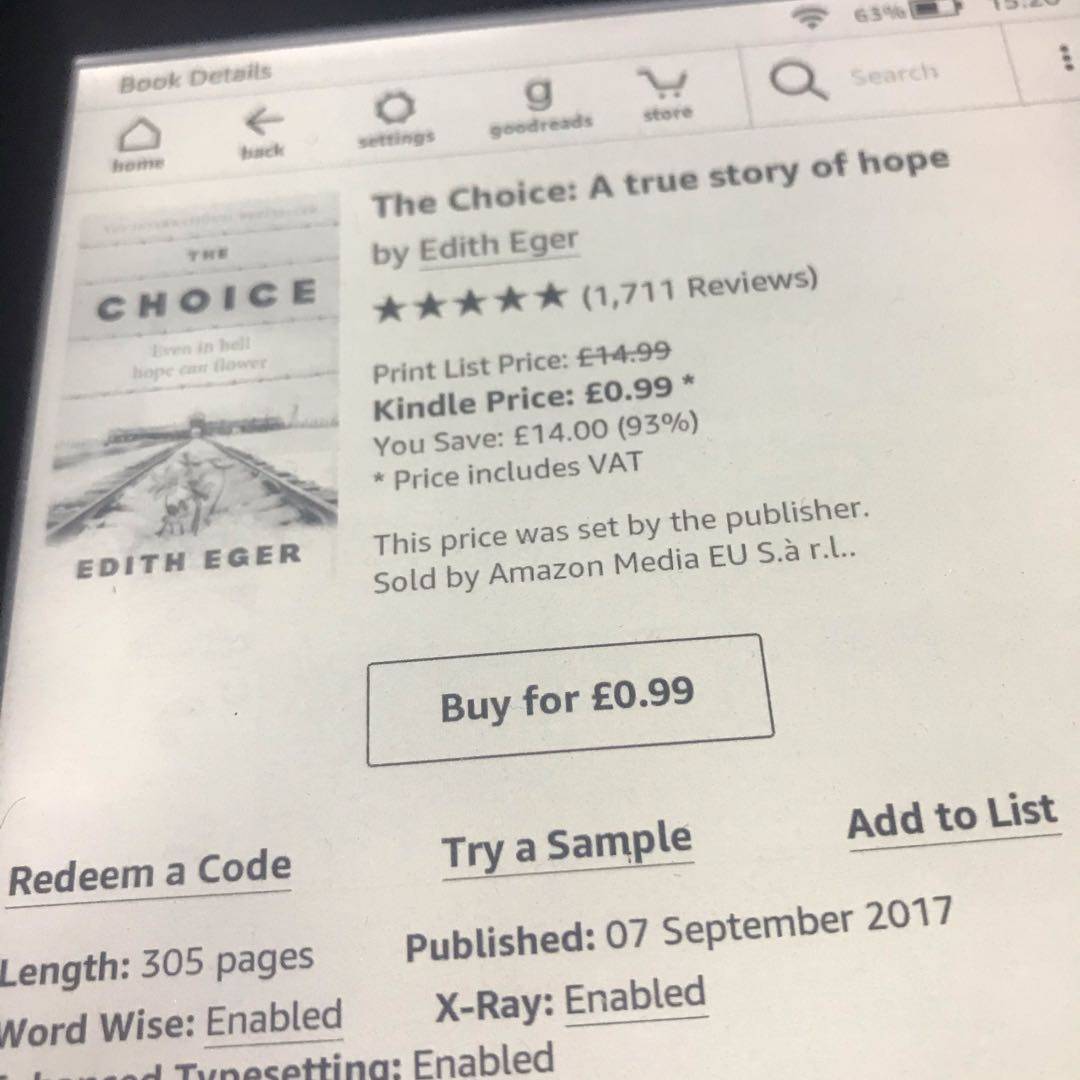 63%
Book Details
home
back
settings
goodreads
store
Search
THE
CHOICE
Even in hell
hope can flower
EDITH EGER
The Choice: A true story of hope
by Edith Eger
(1,711 Reviews)
Print List Price: £14.99
Kindle Price: £0.99 *
You Save: £14.00 (93%)
* Price includes VAT
This price was set by the publisher.
Sold by Amazon Media EU S.à r.l..
Buy for £0.99
Redeem a Code
Try a Sample
Add to List
Length: 305 pages
Published: 07 September 2017
Word Wise: Enabled
X-Ray: Enabled
Typesetting: Enabled